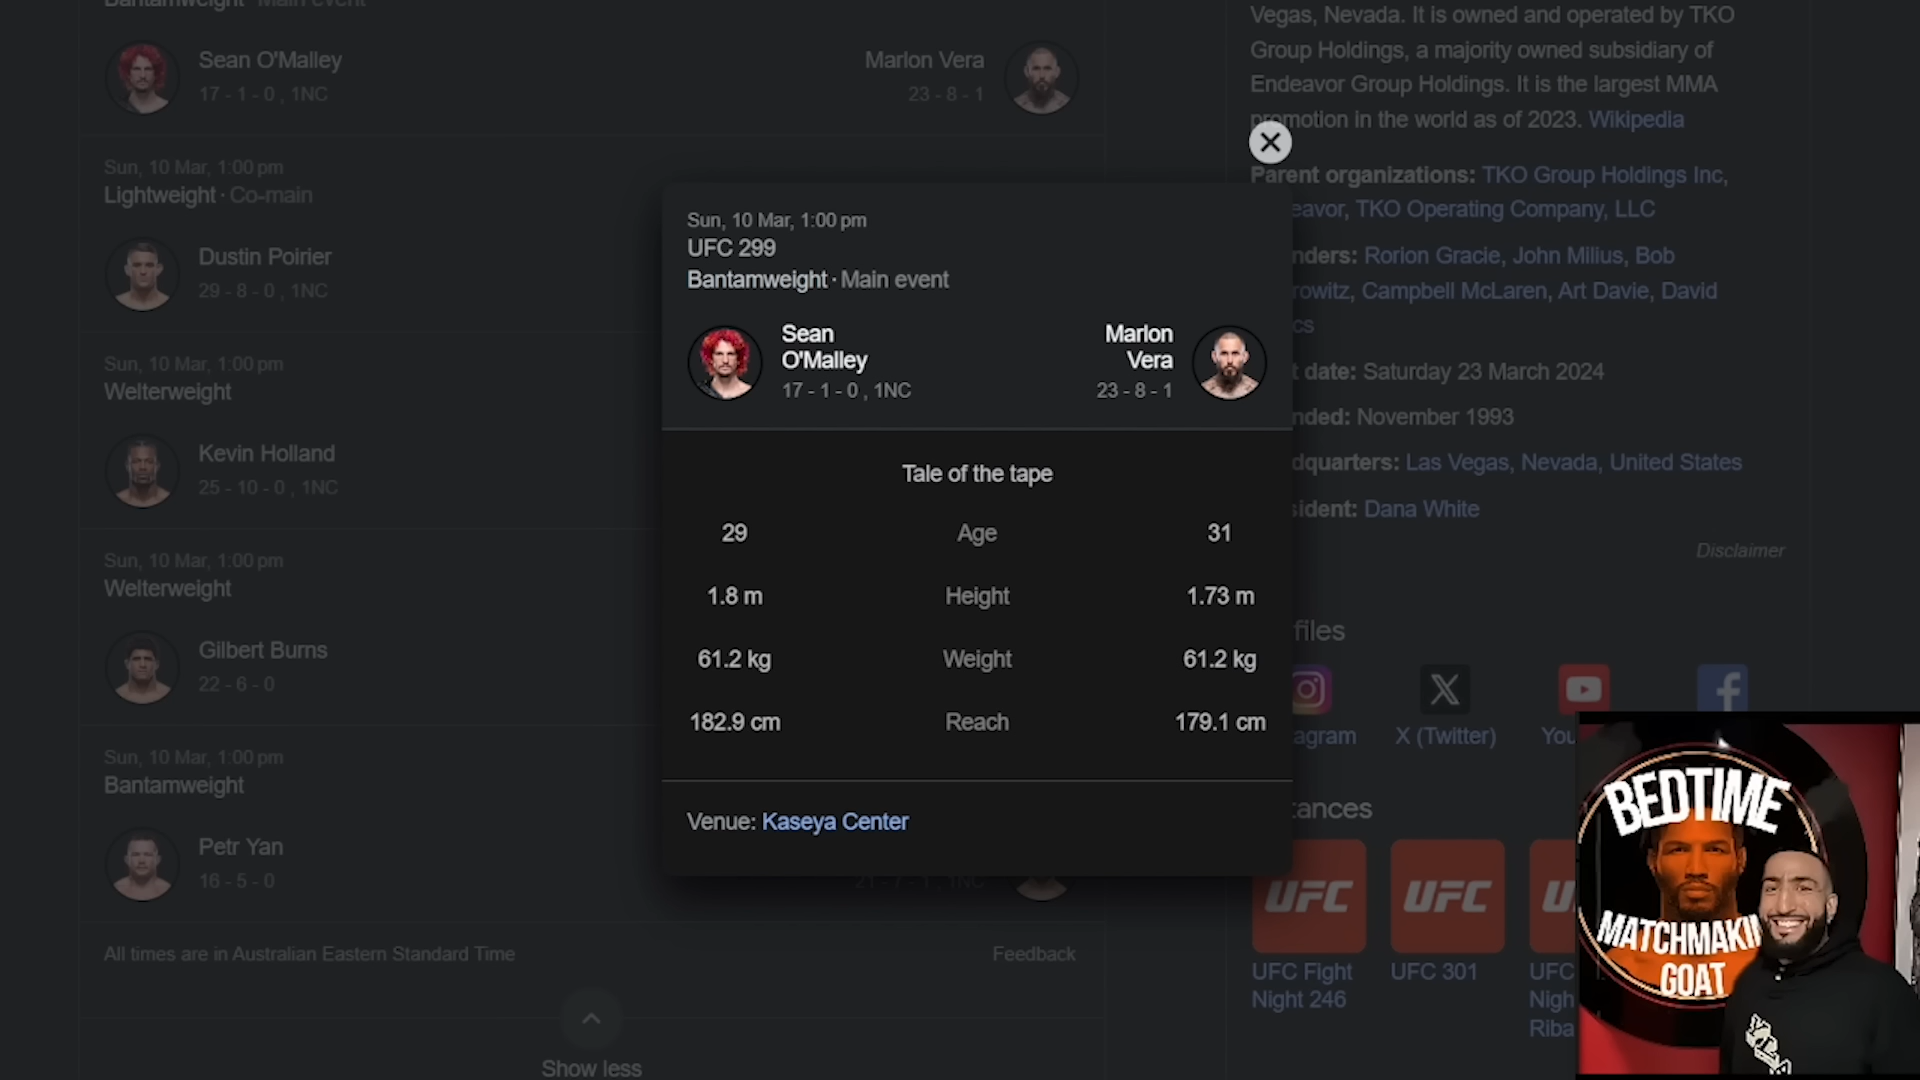 Bantamweight · Main event
Sean O'Malley
17 - 1 - 0 , 1NC
Marlon Vera
23 - 8 - 1
Sun, 10 Mar, 1:00 pm
Lightweight · Co-main
Dustin Poirier
29 - 8 - 0 , 1NC
Sun, 10 Mar, 1:00 pm
Welterweight
Kevin Holland
25 - 10 - 0 , 1NC
Sun, 10 Mar, 1:00 pm
Welterweight
Gilbert Burns
22 - 6 - 0
Sun, 10 Mar, 1:00 pm
Bantamweight
Petr Yan
16 - 5 - 0
All times are in Australian Eastern Standard Time
Feedback
Show less
Sun, 10 Mar, 1:00 pm
UFC 299
Bantamweight · Main event
Sean
O'Malley
17 - 1 - 0 , 1NC
Marlon
Vera
23 - 8 - 1
Tale of the tape
29 Age 31
1.8 m Height 1.73 m
61.2 kg Weight 61.2 kg
182.9 cm Reach 179.1 cm
Venue: Kaseya Center
Vegas, Nevada. It is owned and operated by TKO
Group Holdings, a majority owned subsidiary of
Endeavor Group Holdings. It is the largest MMA
promotion in the world as of 2023. Wikipedia
Parent organizations: TKO Group Holdings Inc,
eavor, TKO Operating Company, LLC
nders: Rorion Gracie, John Milius, Bob
rowitz, Campbell McLaren, Art Davie, David
cs
t date: Saturday 23 March 2024
nded: November 1993
dquarters: Las Vegas, Nevada, United States
sident: Dana White
Disclaimer
files
agram X (Twitter) You
tances
UFC UFC U
UFC Fight
Night 246
UFC 301
UFC
Nigh
Riba
BEDTIME
MATCHMAKIN
GOAT